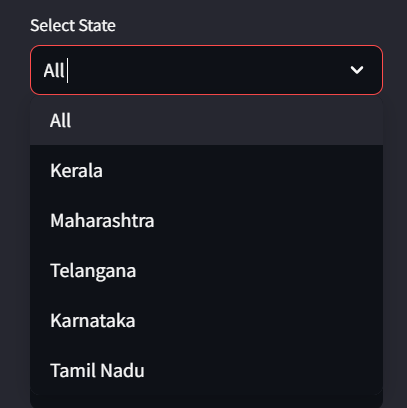 Select State
All
All
Kerala
Maharashtra
Telangana
Karnataka
Tamil Nadu